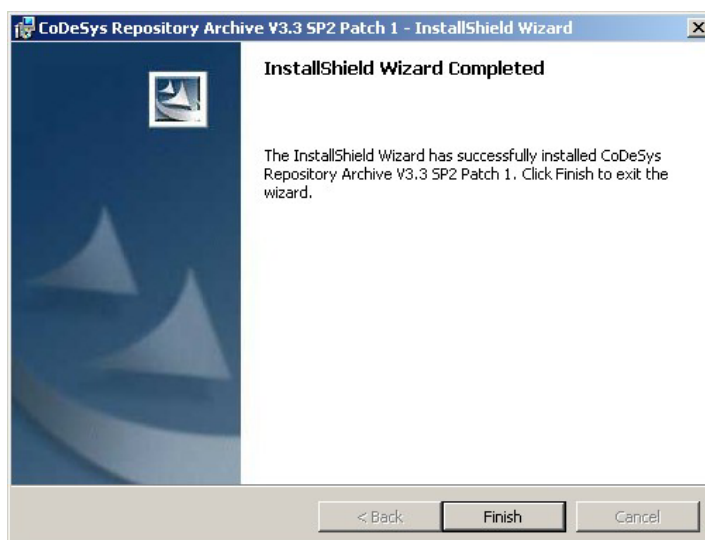 CoDeSys Repository Archive V3.3 SP2 Patch 1 - InstallShield Wizard
InstallShield Wizard Completed
The InstallShield Wizard has successfully installed CoDeSys
Repository Archive V3.3 SP2 Patch 1. Click Finish to exit the
wizard.
< Back
Finish
Cancel